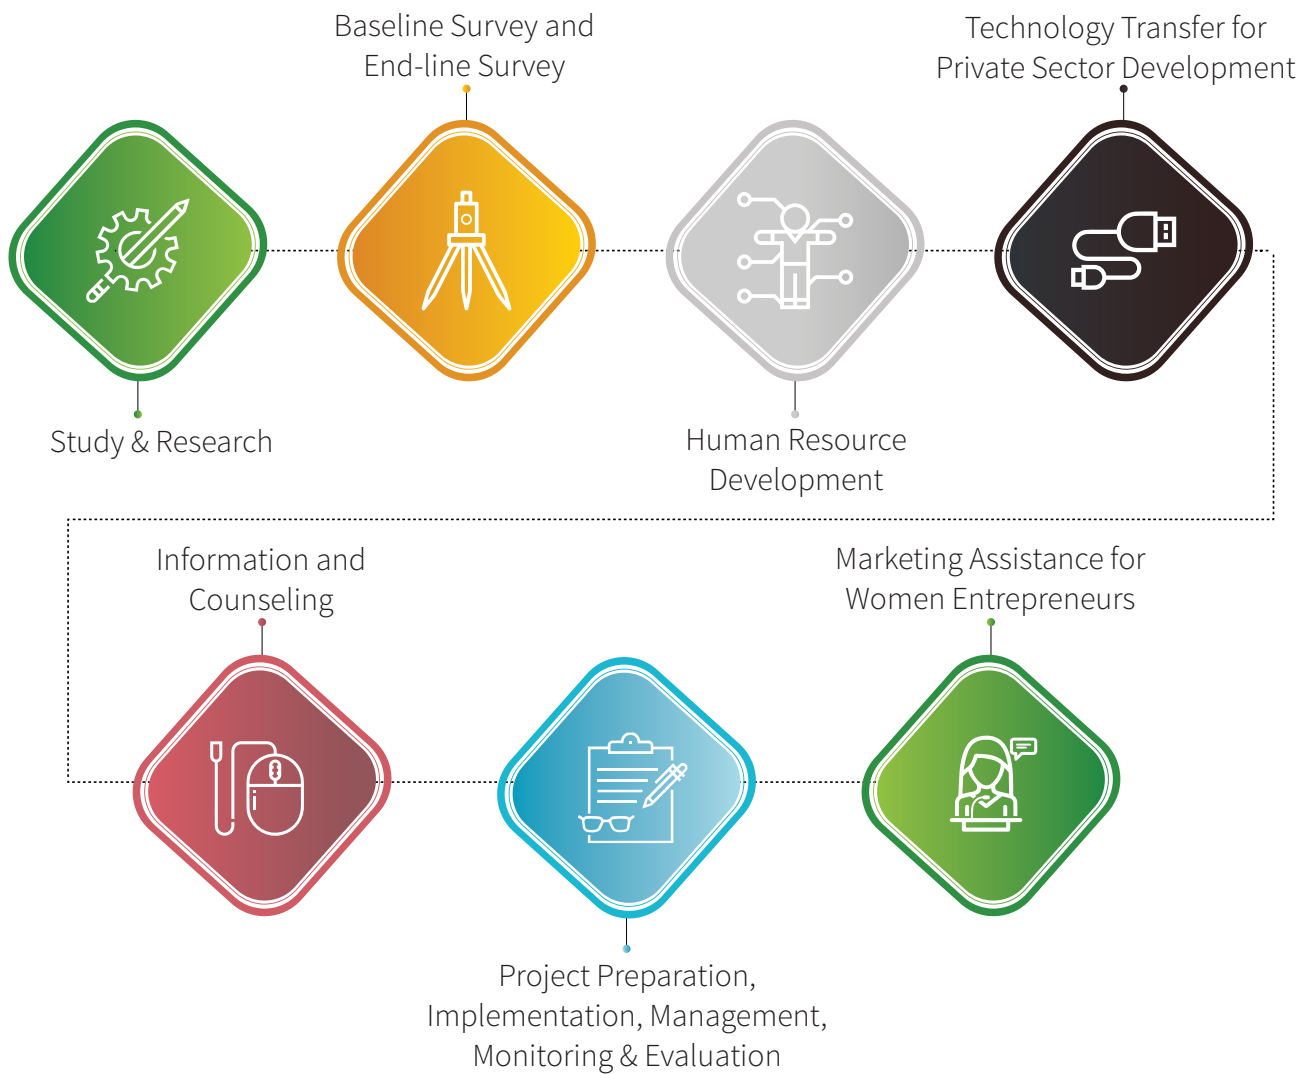 Baseline Survey and
End-line Survey
Technology Transfer for
Private Sector Development
Study & Research
Human Resource
Development
Information and
Counseling
Marketing Assistance for
Women Entrepreneurs
Project Preparation,
Implementation, Management,
Monitoring & Evaluation